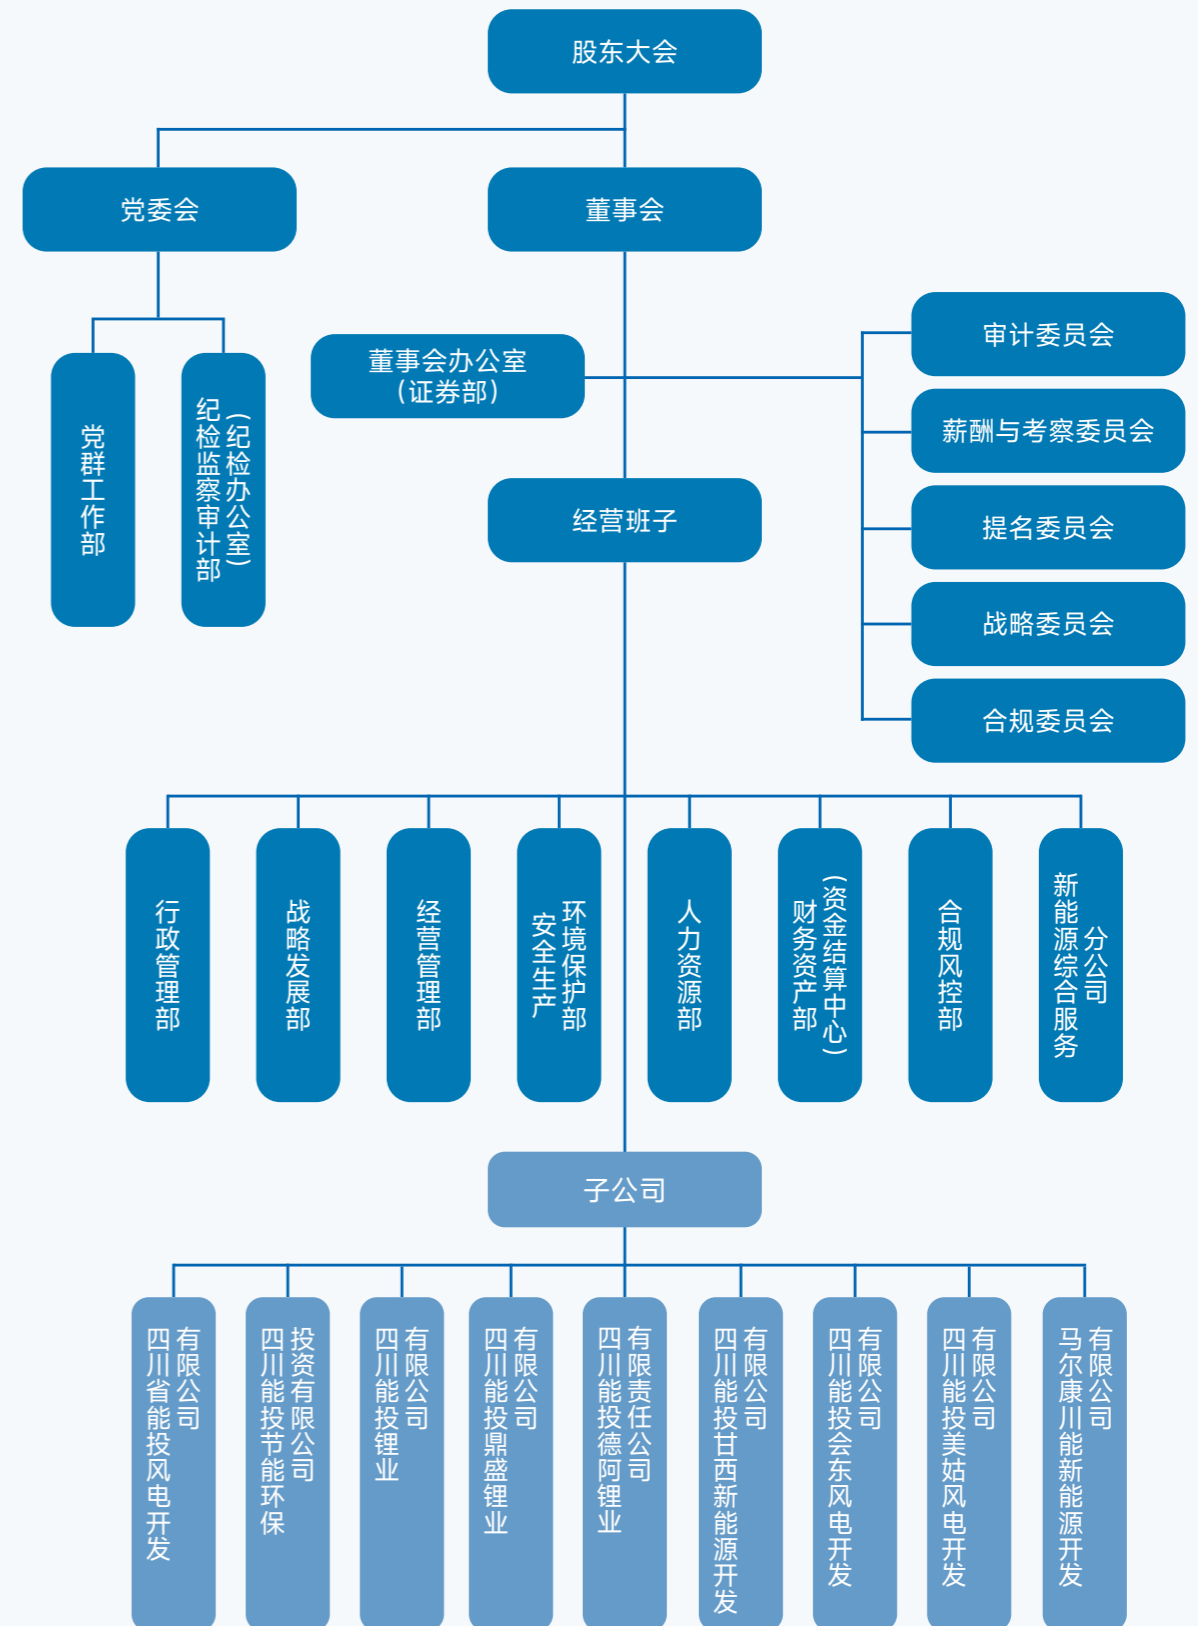 股东大会
党委会
董事会
董事会办公室
（证券部）
审计委员会
薪酬与考察委员会
提名委员会
战略委员会
合规委员会
党群工作部
纪检监察审计部
（纪检办公室）
经营班子
行政管理部
战略发展部
经营管理部
安全生产
环境保护部
人力资源部
财务资产部
（资金结算中心）
合规风控部
新能源综合服务
分公司
子公司
四川省能投风电开发
有限公司
四川能投节能环保
投资有限公司
四川能投锂业
有限公司
四川能投鼎盛锂业
有限公司
四川能投德阿锂业
有限责任公司
四川能投甘西新能源开发
有限公司
四川能投会东风电开发
有限公司
四川能投美姑风电开发
有限公司
马尔康川能新能源开发
有限公司